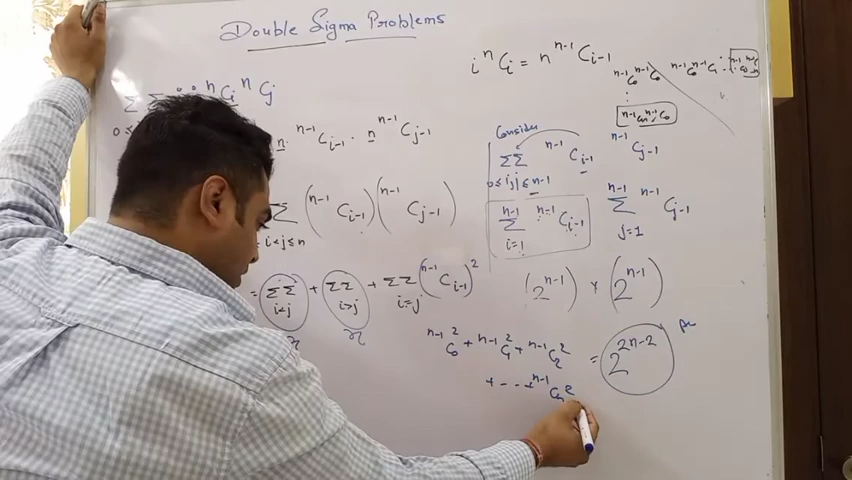 Double Sigma Problems
i ⁿCᵢ = n ⁿ⁻¹Cᵢ₋₁
ΣΣ i·j ⁿCᵢ ⁿCⱼ
n · ⁿ⁻¹Cᵢ₋₁ · n ⁿ⁻¹Cⱼ₋₁
Consider
ΣΣ ⁿ⁻¹Cᵢ₋₁ ⁿ⁻¹Cⱼ₋₁
0≤i,j≤n-1
Σ (ⁿ⁻¹Cᵢ₋₁)(ⁿ⁻¹Cⱼ₋₁)
i<j≤n
n-1 Σ i=1 ⁿ⁻¹Cᵢ₋₁ n-1 Σ j=1 ⁿ⁻¹Cⱼ₋₁
= ΣΣ i<j + ΣΣ i>j + ΣΣ i=j (ⁿ⁻¹Cᵢ₋₁)²
(2ⁿ⁻¹) × (2ⁿ⁻¹)
ⁿ⁻¹C₀² + ⁿ⁻¹C₁² + ⁿ⁻¹C₂²
= 2²ⁿ⁻²
+ - - - + ⁿ⁻¹Cₙ²